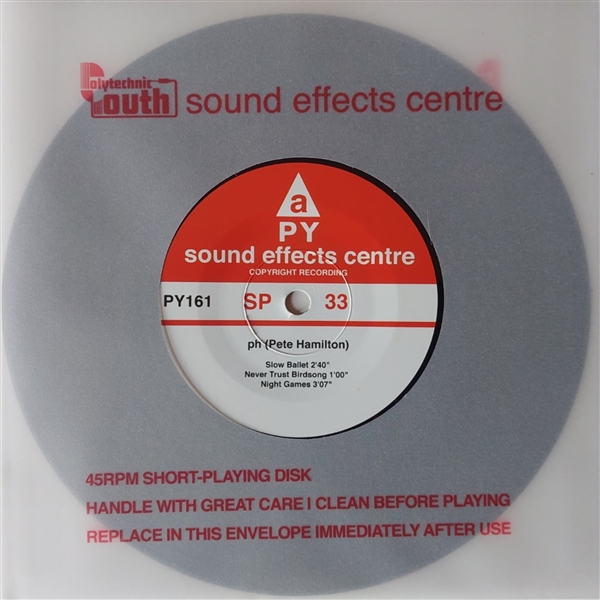 Polytechnic
Youth sound effects centre
a
PY
sound effects centre
COPYRIGHT RECORDING
PY161 SP 33
ph (Pete Hamilton)
Slow Ballet 2'40"
Never Trust Birdsong 1'00"
Night Games 3'07"
45RPM SHORT-PLAYING DISK
HANDLE WITH GREAT CARE I CLEAN BEFORE PLAYING
REPLACE IN THIS ENVELOPE IMMEDIATELY AFTER USE